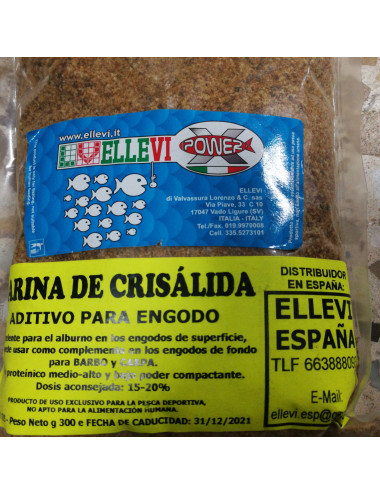 www.ellevi.it
ELLEVI POWER
ELLEVI
di Valvassura Lorenzo & C. sas
Via Piave, 33 C 10
17047 Vado Ligure (SV)
ITALIA - ITALY
Tel./Fax. 019.9970008
Cell. 335.5273101
ARINA DE CRISÁLIDA
ADITIVO PARA ENGODO
para el alburno en los engodos de superficie,
usar como complemente en los engodos de fondo
para BARBO y CARPA.
proteínico medio-alto y bajo poder compactante.
Dosis aconsejada: 15-20%
PRODUCTO DE USO EXCLUSIVO PARA LA PESCA DEPORTIVA,
NO APTO PARA LA ALIMENTACIÓN HUMANA.
- Peso Neto g 300 e FECHA DE CADUCIDAD: 31/12/2021
DISTRIBUIDOR
EN ESPAÑA:
ELLEVI
ESPAÑA
TLF 66388809
E-Mail:
ellevi.esp@